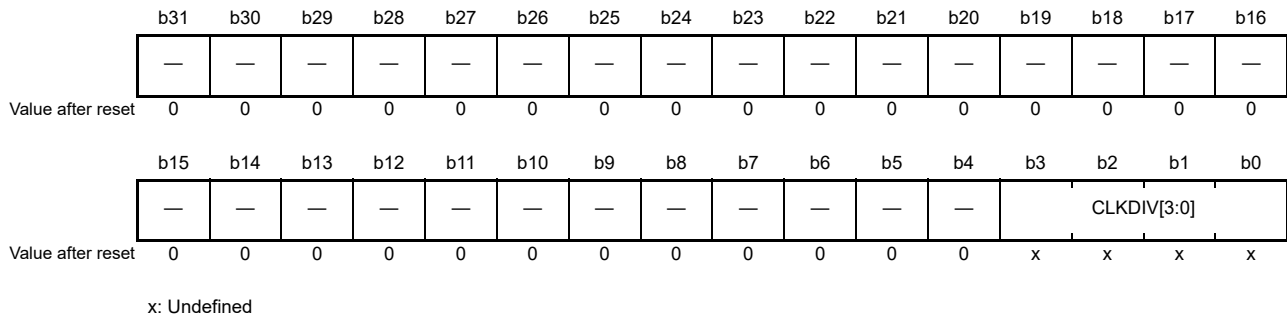 b31 b30 b29 b28 b27 b26 b25 b24 b23 b22 b21 b20 b19 b18 b17 b16
— — — — — — — — — — — — — — — —
Value after reset 0 0 0 0 0 0 0 0 0 0 0 0 0 0 0 0
b15 b14 b13 b12 b11 b10 b9 b8 b7 b6 b5 b4 b3 b2 b1 b0
— — — — — — — — — — — — CLKDIV[3:0]
Value after reset 0 0 0 0 0 0 0 0 0 0 0 0 x x x x
x: Undefined